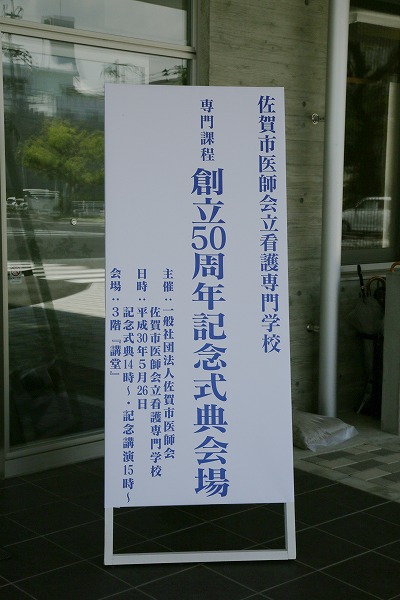 佐賀市医師会立看護専門学校
専門課程 創立50周年記念式典会場
主催：一般社団法人佐賀市医師会
佐賀市医師会立看護専門学校
日時：平成30年５月26日
記念式典14時～・記念講演15時～
会場：３階『講堂』